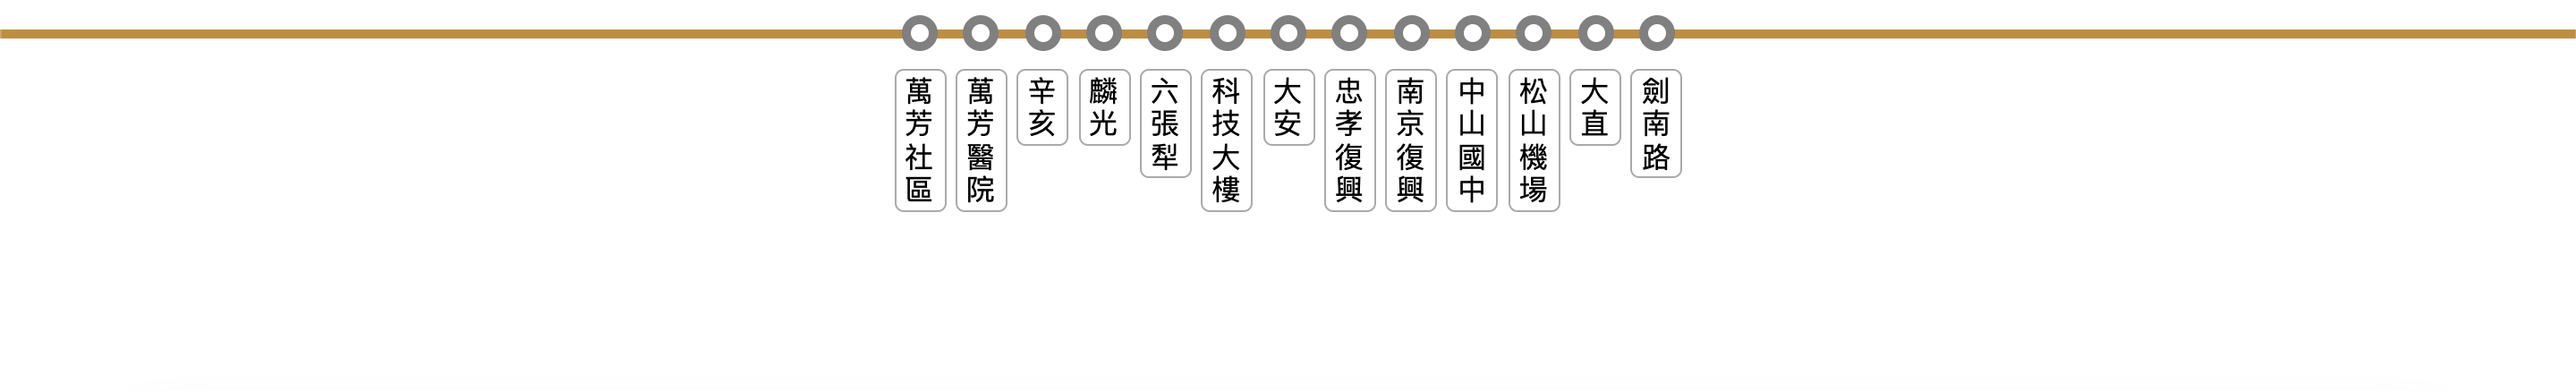 萬芳社區
萬芳醫院
辛亥
麟光
六張犁
科技大樓
大安
忠孝復興
南京復興
中山國中
松山機場
大直
劍南路